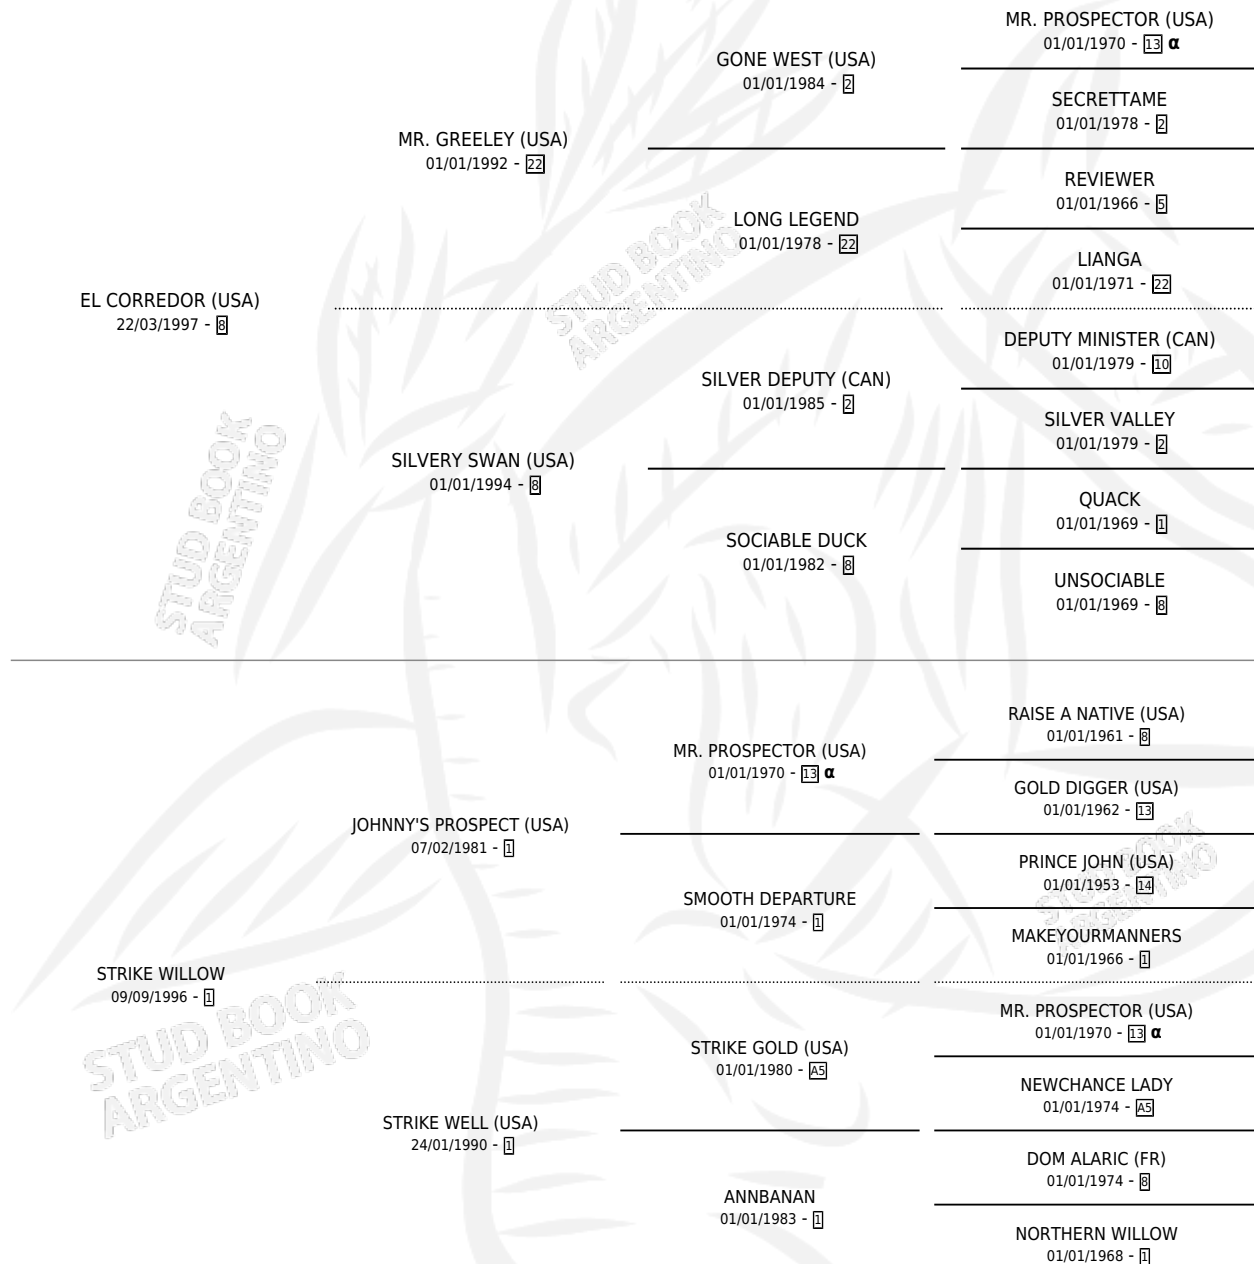 MR. PROSPECTOR (USA)
01/01/1970 - 13 α
GONE WEST (USA)
01/01/1984 - 2
SECRETTAME
01/01/1978 - 2
MR. GREELEY (USA)
01/01/1992 - 22
REVIEWER
01/01/1966 - 5
LONG LEGEND
01/01/1978 - 22
LIANGA
01/01/1971 - 22
EL CORREDOR (USA)
22/03/1997 - 8
DEPUTY MINISTER (CAN)
01/01/1979 - 10
SILVER DEPUTY (CAN)
01/01/1985 - 2
SILVER VALLEY
01/01/1979 - 2
SILVERY SWAN (USA)
01/01/1994 - 8
QUACK
01/01/1969 - 1
SOCIABLE DUCK
01/01/1982 - 8
UNSOCIABLE
01/01/1969 - 8
RAISE A NATIVE (USA)
01/01/1961 - 8
MR. PROSPECTOR (USA)
01/01/1970 - 13 α
GOLD DIGGER (USA)
01/01/1962 - 13
JOHNNY'S PROSPECT (USA)
07/02/1981 - 1
PRINCE JOHN (USA)
01/01/1953 - 14
SMOOTH DEPARTURE
01/01/1974 - 1
MAKEYOURMANNERS
01/01/1966 - 1
STRIKE WILLOW
09/09/1996 - 1
MR. PROSPECTOR (USA)
01/01/1970 - 13 α
STRIKE GOLD (USA)
01/01/1980 - A5
NEWCHANCE LADY
01/01/1974 - A5
STRIKE WELL (USA)
24/01/1990 - 1
DOM ALARIC (FR)
01/01/1974 - 8
ANNBANAN
01/01/1983 - 1
NORTHERN WILLOW
01/01/1968 - 1
STUD BOOK
ARGENTINO
STUD BOOK
ARGENTINO
STUD BOOK
ARGENTINO
STUD BOOK
ARGENTINO